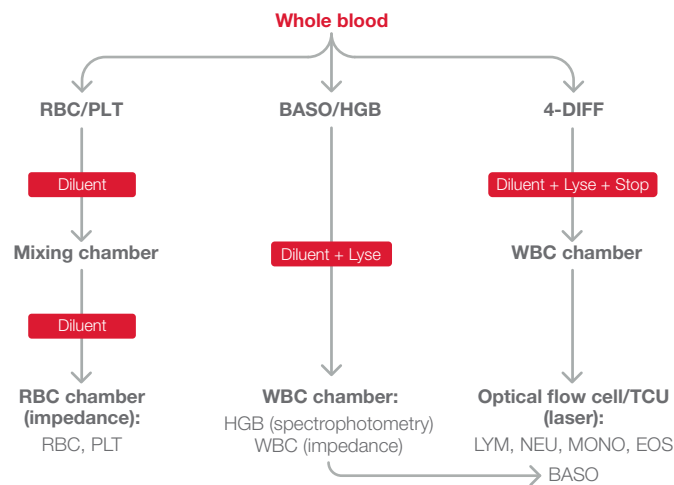 Whole blood
RBC/PLT
BASO/HGB
4-DIFF
Diluent
Diluent + Lyse + Stop
Mixing chamber
Diluent + Lyse
WBC chamber
Diluent
RBC chamber
(impedance):
RBC, PLT
WBC chamber:
HGB (spectrophotometry)
WBC (impedance)
Optical flow cell/TCU
(laser):
LYM, NEU, MONO, EOS
BASO